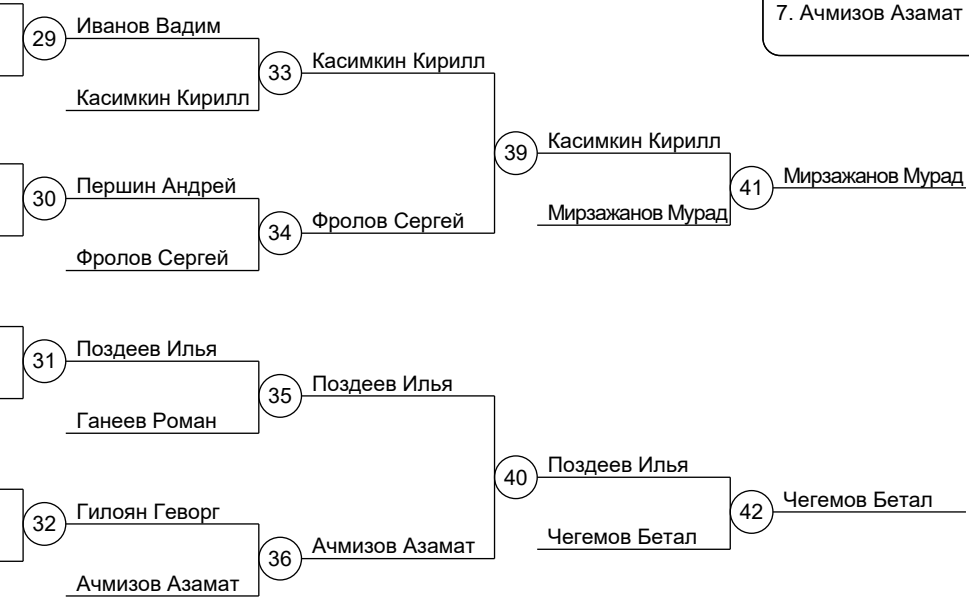 7. Ачмизов Азамат
29 Иванов Вадим
33 Касимкин Кирилл
Касимкин Кирилл
39 Касимкин Кирилл
30 Першин Андрей
41 Мирзажанов Мурад
34 Фролов Сергей
Мирзажанов Мурад
Фролов Сергей
31 Поздеев Илья
35 Поздеев Илья
Ганеев Роман
40 Поздеев Илья
32 Гилоян Геворг
42 Чегемов Бетал
Чегемов Бетал
36 Ачмизов Азамат
Ачмизов Азамат